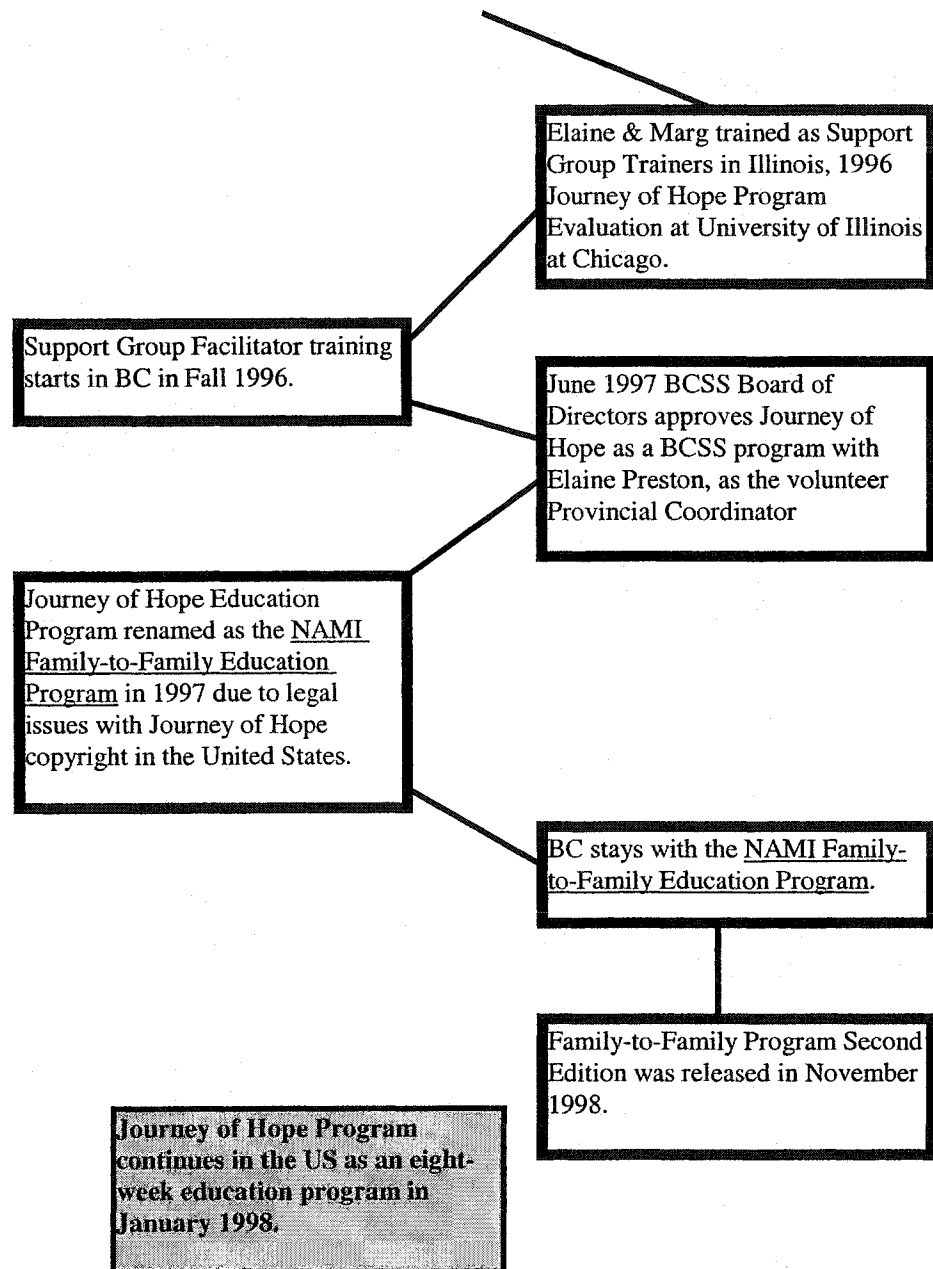 Elaine & Marg trained as Support
Group Trainers in Illinois, 1996
Journey of Hope Program
Evaluation at University of Illinois
at Chicago.
Support Group Facilitator training
starts in BC in Fall 1996.
June 1997 BCSS Board of
Directors approves Journey of
Hope as a BCSS program with
Elaine Preston, as the volunteer
Provincial Coordinator
Journey of Hope Education
Program renamed as the NAMI
Family-to-Family Education
Program in 1997 due to legal
issues with Journey of Hope
copyright in the United States.
BC stays with the NAMI Family-
to-Family Education Program.
Family-to-Family Program Second
Edition was released in November
1998.
Journey of Hope Program
continues in the US as an eight-
week education program in
January 1998.